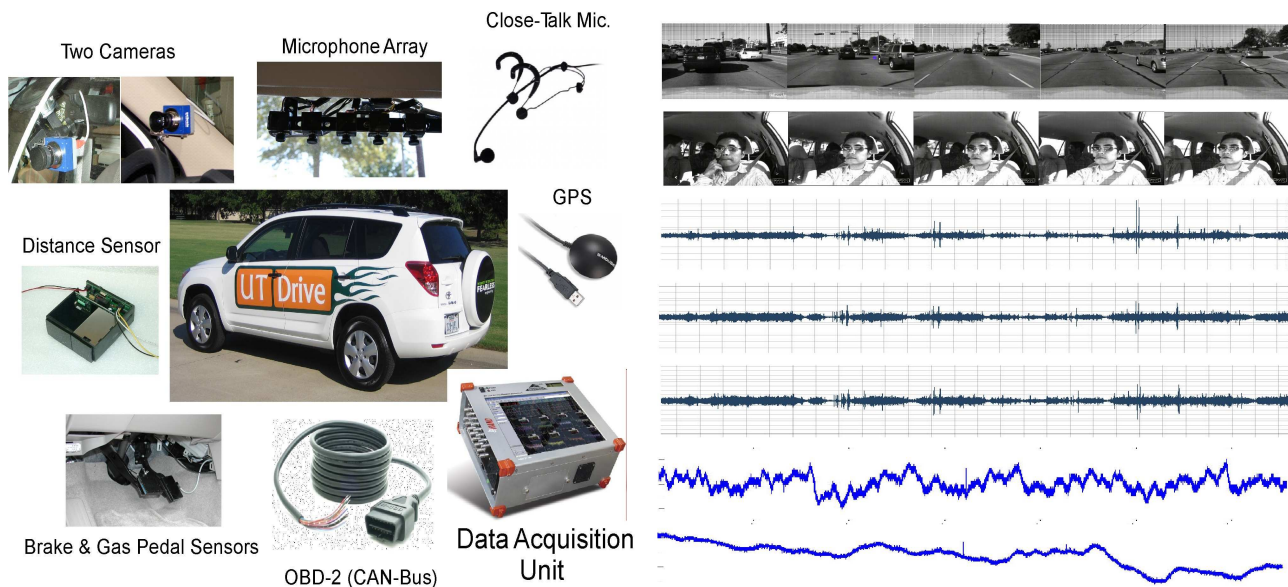 Close-Talk Mic.
Two Cameras
Microphone Array
GPS
Distance Sensor
UT Drive
FEARLESS
Brake & Gas Pedal Sensors
OBD-2 (CAN-Bus)
Data Acquisition
Unit